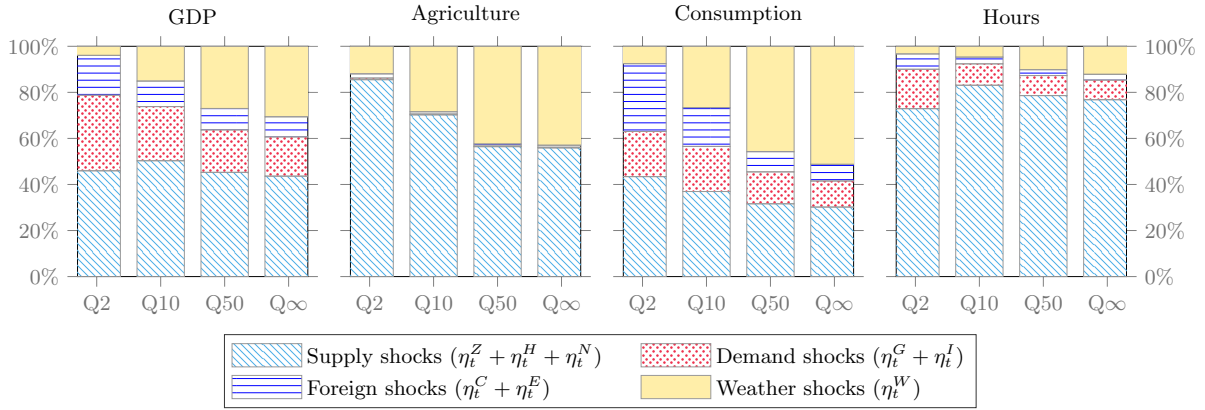 GDP Agriculture Consumption Hours
100% 100%
80% 80%
60% 60%
40% 40%
20% 20%
0% 0%
Q2 Q10 Q50 Q∞ Q2 Q10 Q50 Q∞ Q2 Q10 Q50 Q∞ Q2 Q10 Q50 Q∞
Supply shocks (η_t^Z + η_t^H + η_t^N) Demand shocks (η_t^G + η_t^I)
Foreign shocks (η_t^C + η_t^E) Weather shocks (η_t^W)